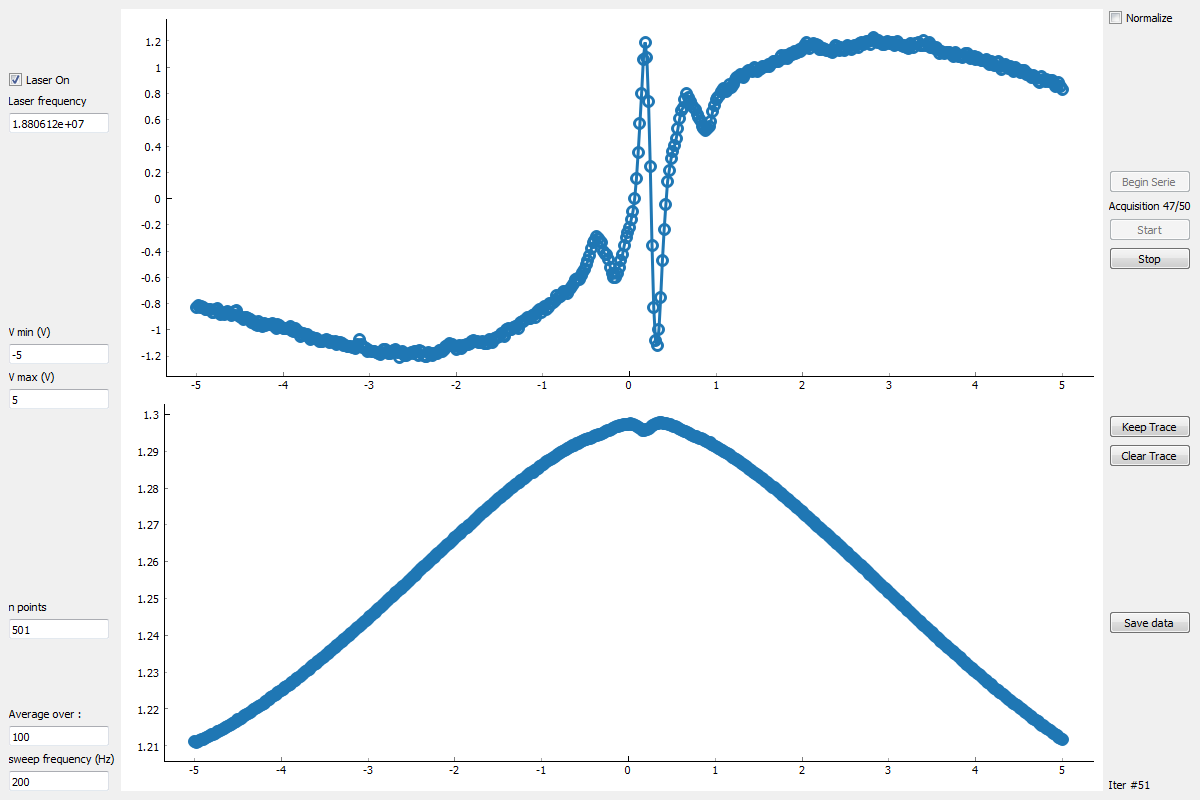 Laser On
Laser frequency
1.880612e+07
V min (V)
-5
V max (V)
5
n points
501
Average over :
100
sweep frequency (Hz)
200
1.2
1
0.8
0.6
0.4
0.2
0
-0.2
-0.4
-0.6
-0.8
-1
-1.2
-5 -4 -3 -2 -1 0 1 2 3 4 5
1.3
1.29
1.28
1.27
1.26
1.25
1.24
1.23
1.22
1.21
-5 -4 -3 -2 -1 0 1 2 3 4 5
Normalize
Begin Serie
Acquisition 47/50
Start
Stop
Keep Trace
Clear Trace
Save data
Iter #51